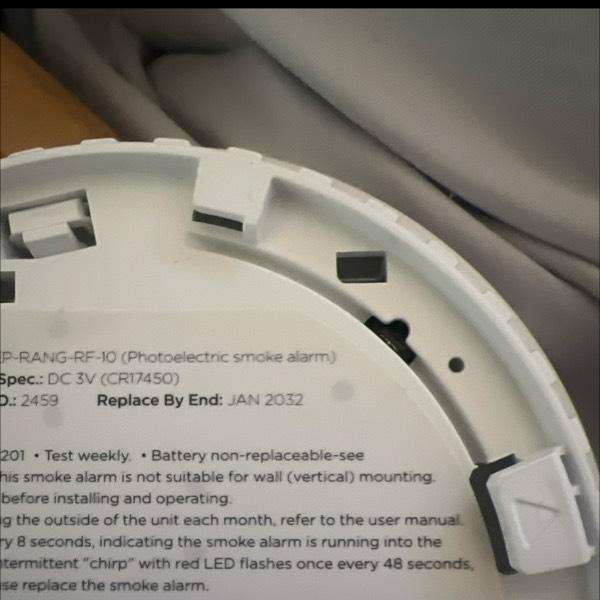 EP-RANG-RF-10 (Photoelectric smoke alarm)
Spec.: DC 3V (CR17450)
D.: 2459 Replace By End: JAN 2032
201 • Test weekly. • Battery non-replaceable-see
his smoke alarm is not suitable for wall (vertical) mounting.
before installing and operating.
g the outside of the unit each month, refer to the user manual.
ry 8 seconds, indicating the smoke alarm is running into the
termittent "chirp" with red LED flashes once every 48 seconds,
se replace the smoke alarm.